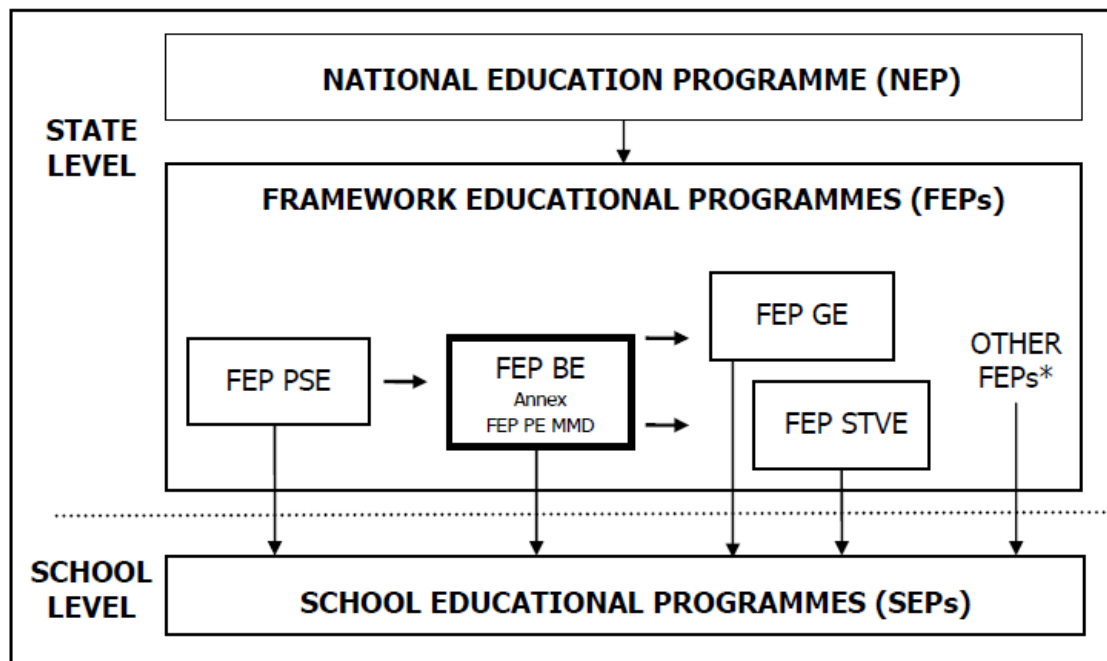 NATIONAL EDUCATION PROGRAMME (NEP)
STATE
LEVEL
FRAMEWORK EDUCATIONAL PROGRAMMES (FEPs)
FEP PSE
FEP BE
Annex
FEP PE MMD
FEP GE
FEP STVE
OTHER
FEPs*
SCHOOL
LEVEL
SCHOOL EDUCATIONAL PROGRAMMES (SEPs)